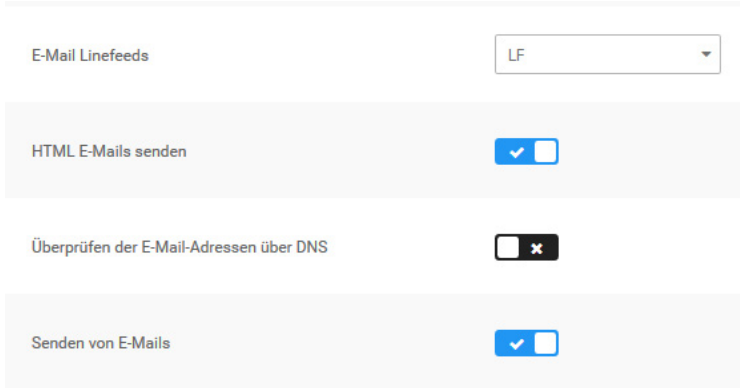 E-Mail Linefeeds
LF
HTML E-Mails senden
Überprüfen der E-Mail-Adressen über DNS
Senden von E-Mails